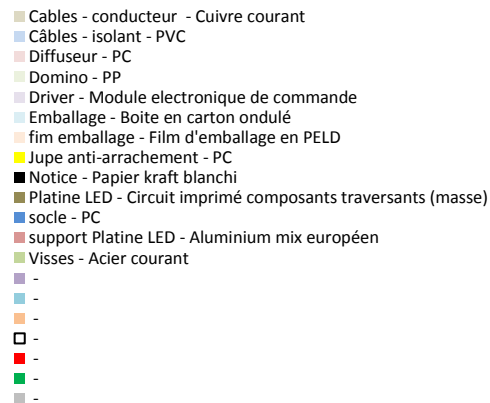 Cables - conducteur - Cuivre courant
Câbles - isolant - PVC
Diffuseur - PC
Domino - PP
Driver - Module electronique de commande
Emballage - Boite en carton ondulé
fim emballage - Film d'emballage en PELD
Jupe anti-arrachement - PC
Notice - Papier kraft blanchi
Platine LED - Circuit imprimé composants traversants (masse)
socle - PC
support Platine LED - Aluminium mix européen
Visses - Acier courant
-
-
-
-
-
-
-